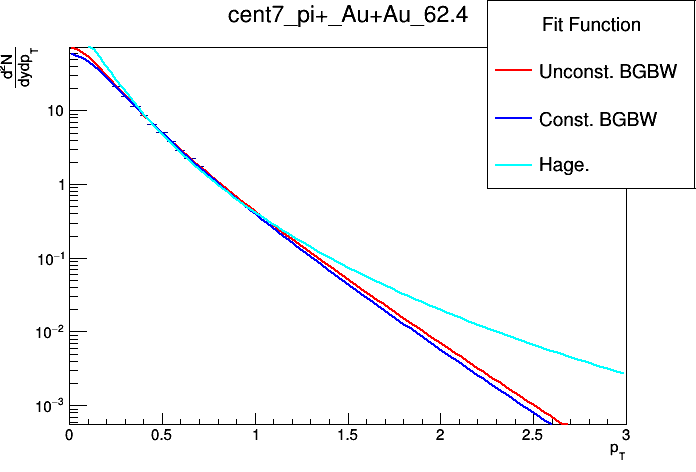 cent7_pi+_Au+Au_62.4
Fit Function
Unconst. BGBW
Const. BGBW
Hage.
d²N
dydp_T
10
1
10⁻¹
10⁻²
10⁻³
0 0.5 1 1.5 2 2.5 3
p_T